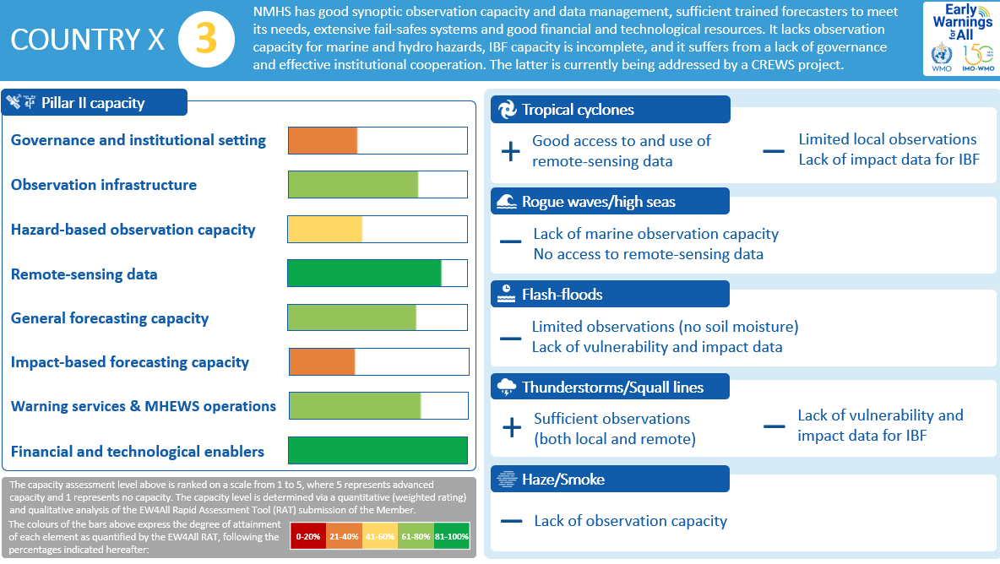 COUNTRY X
3
NMHS has good synoptic observation capacity and data management, sufficient trained forecasters to meet
its needs, extensive fail-safes systems and good financial and technological resources. It lacks observation
capacity for marine and hydro hazards, IBF capacity is incomplete, and it suffers from a lack of governance
and effective institutional cooperation. The latter is currently being addressed by a CREWS project.
Early
Warnings
for
All
WMO
150
IMO-WMO
Pillar II capacity
Governance and institutional setting
Observation infrastructure
Hazard-based observation capacity
Remote-sensing data
General forecasting capacity
Impact-based forecasting capacity
Warning services & MHEWS operations
Financial and technological enablers
The capacity assessment level above is ranked on a scale from 1 to 5, where 5 represents advanced
capacity and 1 represents no capacity. The capacity level is determined via a quantitative (weighted rating)
and qualitative analysis of the EW4All Rapid Assessment Tool (RAT) submission of the Member.
The colours of the bars above express the degree of attainment
of each element as quantified by the EW4All RAT, following the
percentages indicated hereafter:
0-20% 21-40% 41-60% 61-80% 81-100%
Tropical cyclones
+
Good access to and use of
remote-sensing data
—
Limited local observations
Lack of impact data for IBF
Rogue waves/high seas
—
Lack of marine observation capacity
No access to remote-sensing data
Flash-floods
—
Limited observations (no soil moisture)
Lack of vulnerability and impact data
Thunderstorms/Squall lines
+
Sufficient observations
(both local and remote)
—
Lack of vulnerability and
impact data for IBF
Haze/Smoke
—
Lack of observation capacity